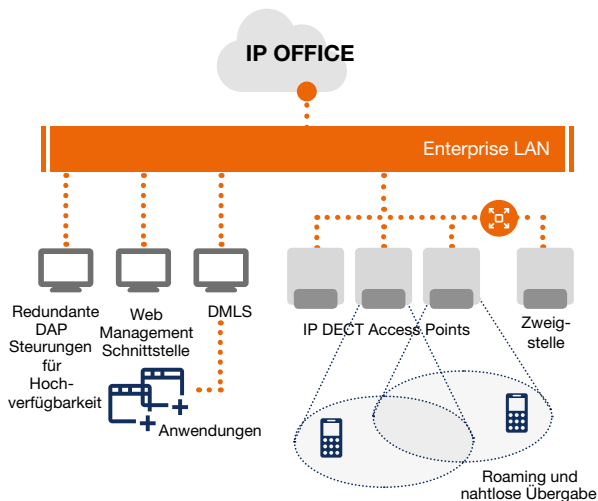 IP OFFICE
Enterprise LAN
Redundante
DAP
Steurungen
für
Hoch-
verfügbarkeit
Web
Management
Schnittstelle
DMLS
Anwendungen
IP DECT Access Points
Zweig-
stelle
Roaming und
nahtlose Übergabe